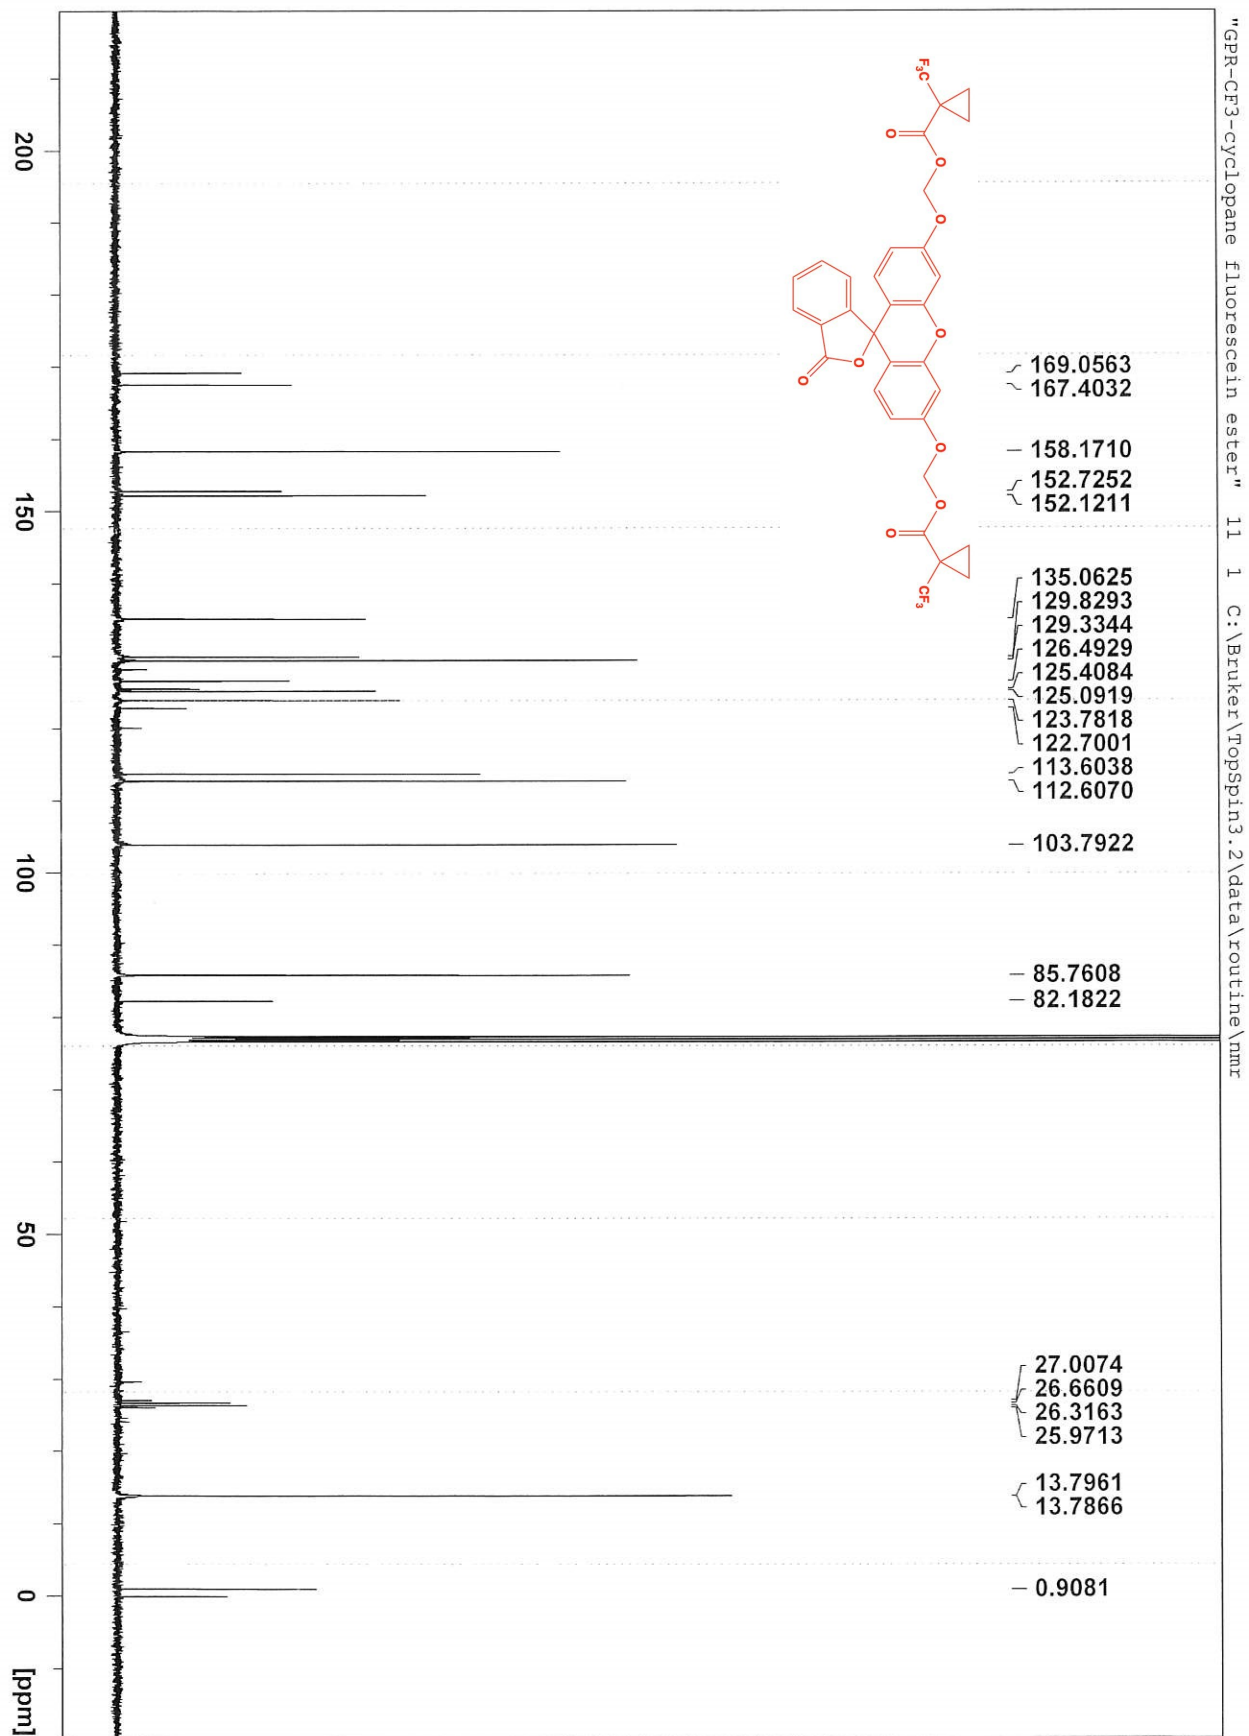 "GPR-CF3-cyclopane fluorescein ester" 11 1 C:\Bruker\TopSpin3.2\data\routine\nmr
F₃C
O
O
O
O
O
O
O
O
O
CF₃
169.0563
167.4032
158.1710
152.7252
152.1211
135.0625
129.8293
129.3344
126.4929
125.4084
125.0919
123.7818
122.7001
113.6038
112.6070
103.7922
85.7608
82.1822
27.0074
26.6609
26.3163
25.9713
13.7961
13.7866
0.9081
200
150
100
50
0
[ppm]